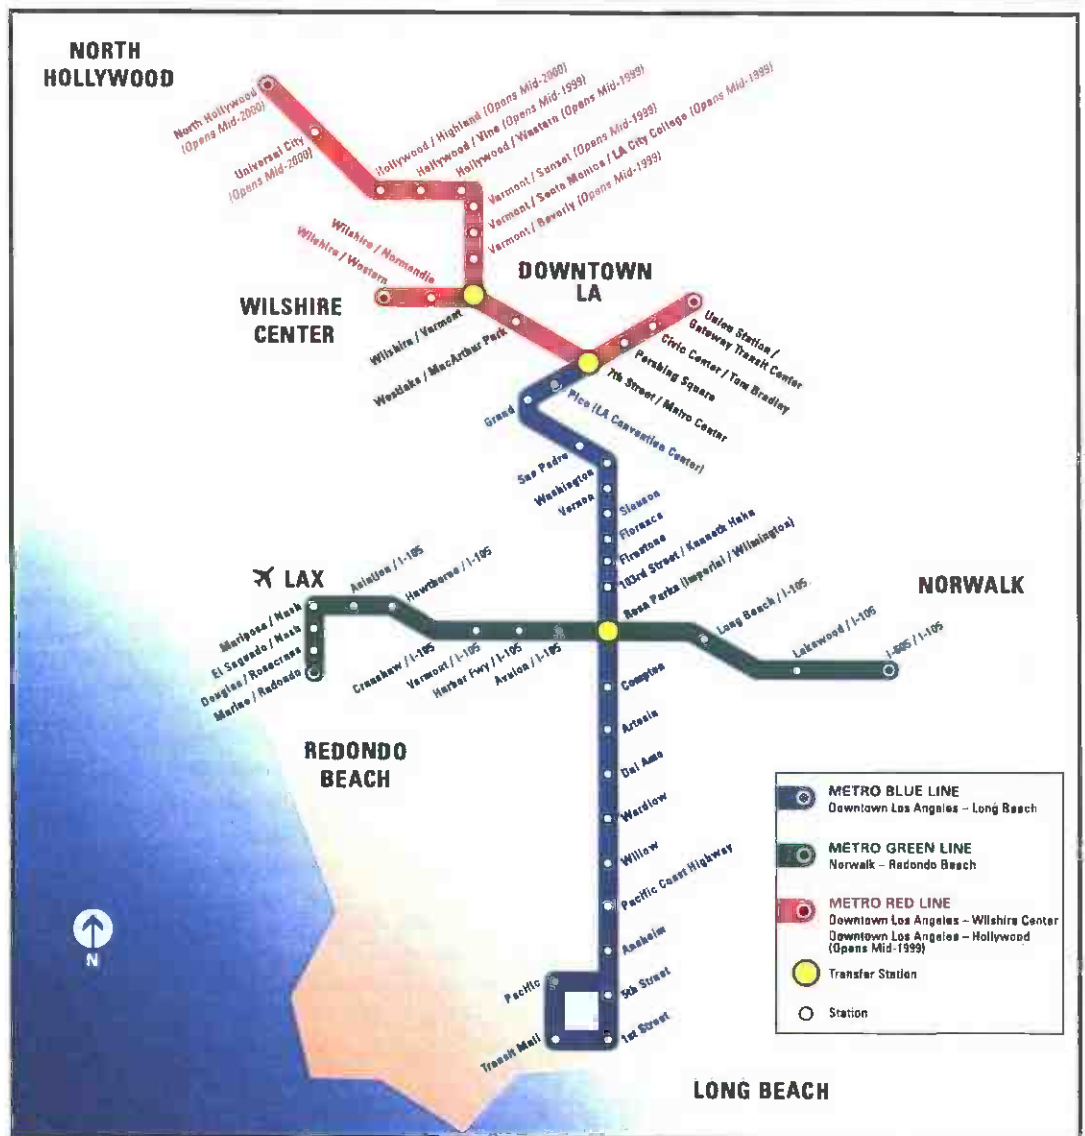 NORTH
HOLLYWOOD
North Hollywood
(Opens Mid-2000)
Universal City
(Opens Mid-2000)
Hollywood / Highland (Opens Mid-2000)
Hollywood / Vine (Opens Mid-1999)
Hollywood / Western (Opens Mid-1999)
Vermont / Sunset (Opens Mid-1999)
Vermont / Santa Monica / LA City College (Opens Mid-1999)
Vermont / Beverly (Opens Mid-1999)
Wilshire / Normandie
Wilshire / Western
WILSHIRE
CENTER
DOWNTOWN
LA
Wilshire / Vermont
Westlake / MacArthur Park
Union Station /
Gateway Transit Center
Civic Center / Tom Bradley
Pershing Square
7th Street / Metro Center
Pico (LA Convention Center)
Grand
San Pedro
Washington
Vernon
Slauson
Florence
Firestone
103rd Street / Kenneth Hahn
Rosa Parks (Imperial / Wilmington)
LAX
Aviation / I-105
Hawthorne / I-105
Mariposa / Nash
El Segundo / Nash
Douglas / Rosecrans
Marine / Redondo
Crenshaw / I-105
Vermont / I-105
Harbor Fwy / I-105
Avalon / I-105
NORWALK
Long Beach / I-105
Lakewood / I-105
I-605 / I-105
REDONDO
BEACH
Compton
Artesia
Del Amo
Wardlow
Willow
Pacific Coast Highway
Anaheim
5th Street
1st Street
Pacific
Transit Mall
LONG BEACH
N
METRO BLUE LINE
Downtown Los Angeles – Long Beach
METRO GREEN LINE
Norwalk – Redondo Beach
METRO RED LINE
Downtown Los Angeles – Wilshire Center
Downtown Los Angeles – Hollywood
(Opens Mid-1999)
Transfer Station
Station